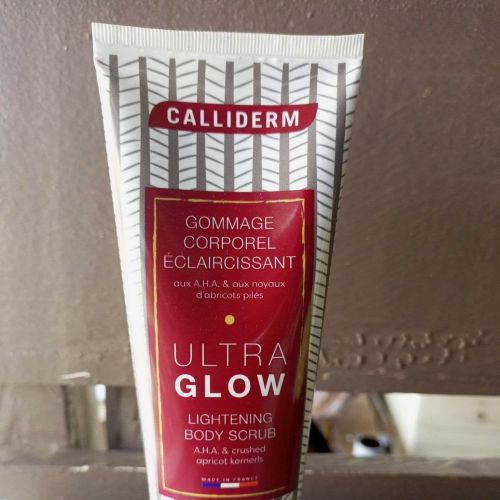 CALLIDERM
GOMMAGE
CORPOREL
ÉCLAIRCISSANT
aux A.H.A. & aux noyaux
d'abricots pilés
ULTRA
GLOW
LIGHTENING
BODY SCRUB
A.H.A. & crushed
apricot kernerls
MADE IN FRANCE